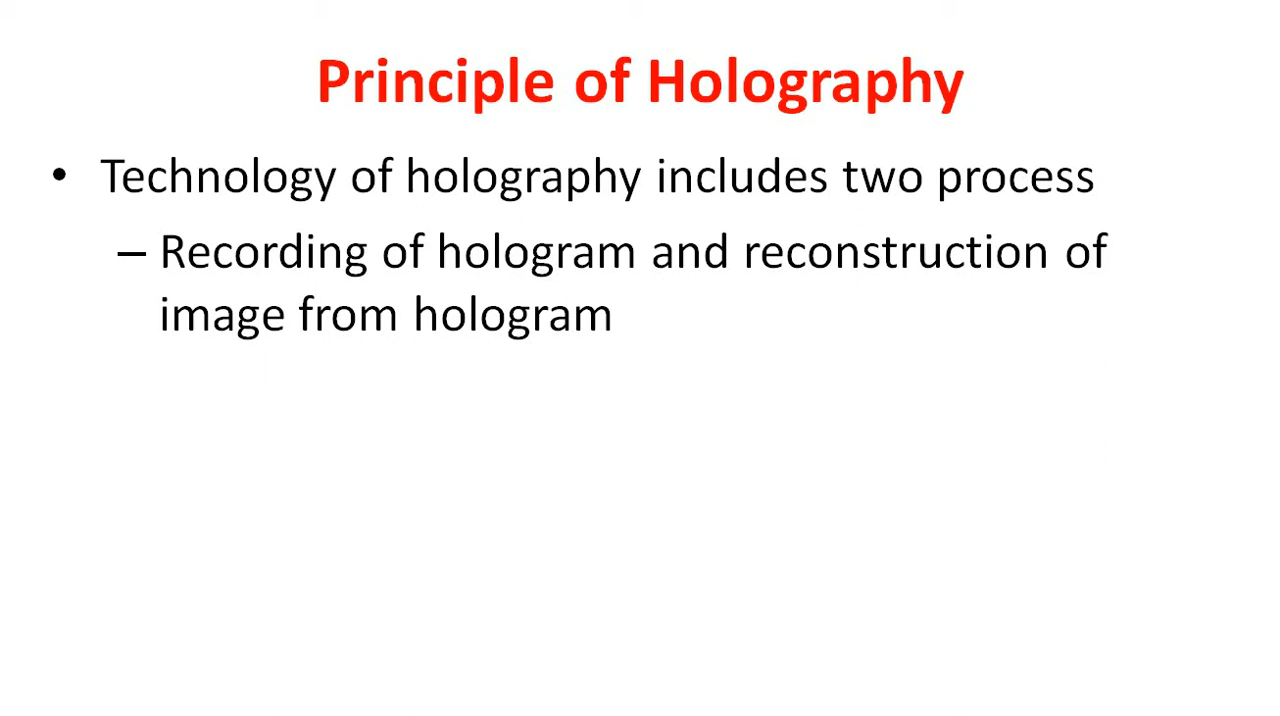 Principle of Holography
• Technology of holography includes two process
– Recording of hologram and reconstruction of
image from hologram